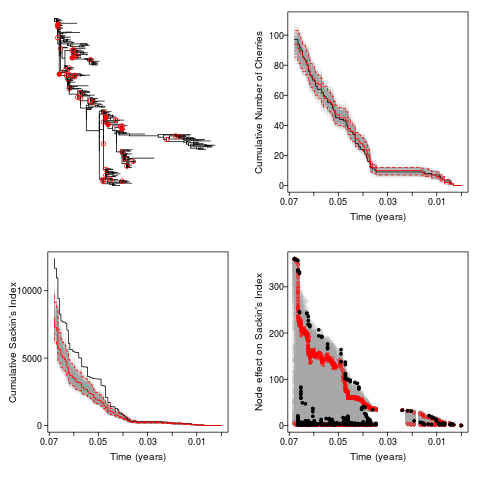 Cumulative Number of Cherries
100
80
60
40
20
0
0.07 0.05 0.03 0.01
Time (years)
Cumulative Sackin's Index
10000
5000
0
0.07 0.05 0.03 0.01
Time (years)
Node effect on Sackin's Index
300
200
100
0
0.07 0.05 0.03 0.01
Time (years)